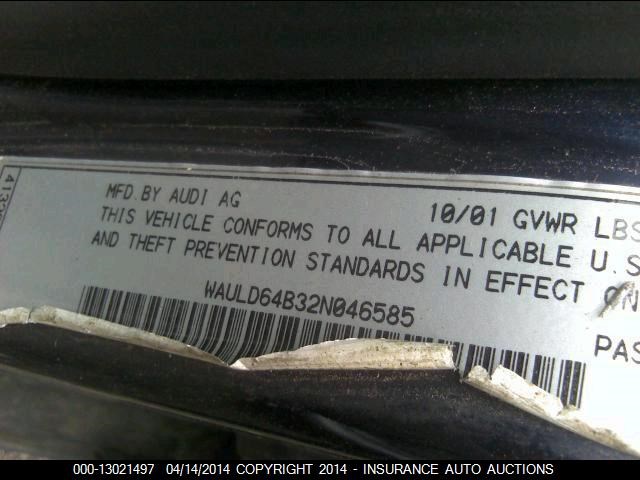 MFD.BY AUDI AG 10/01 GVWR LBS
THIS VEHICLE CONFORMS TO ALL APPLICABLE U.S
AND THEFT PREVENTION STANDARDS IN EFFECT ON
WAULD64B32N046585
PAS
000-13021497 04/14/2014 COPYRIGHT 2014 - INSURANCE AUTO AUCTIONS